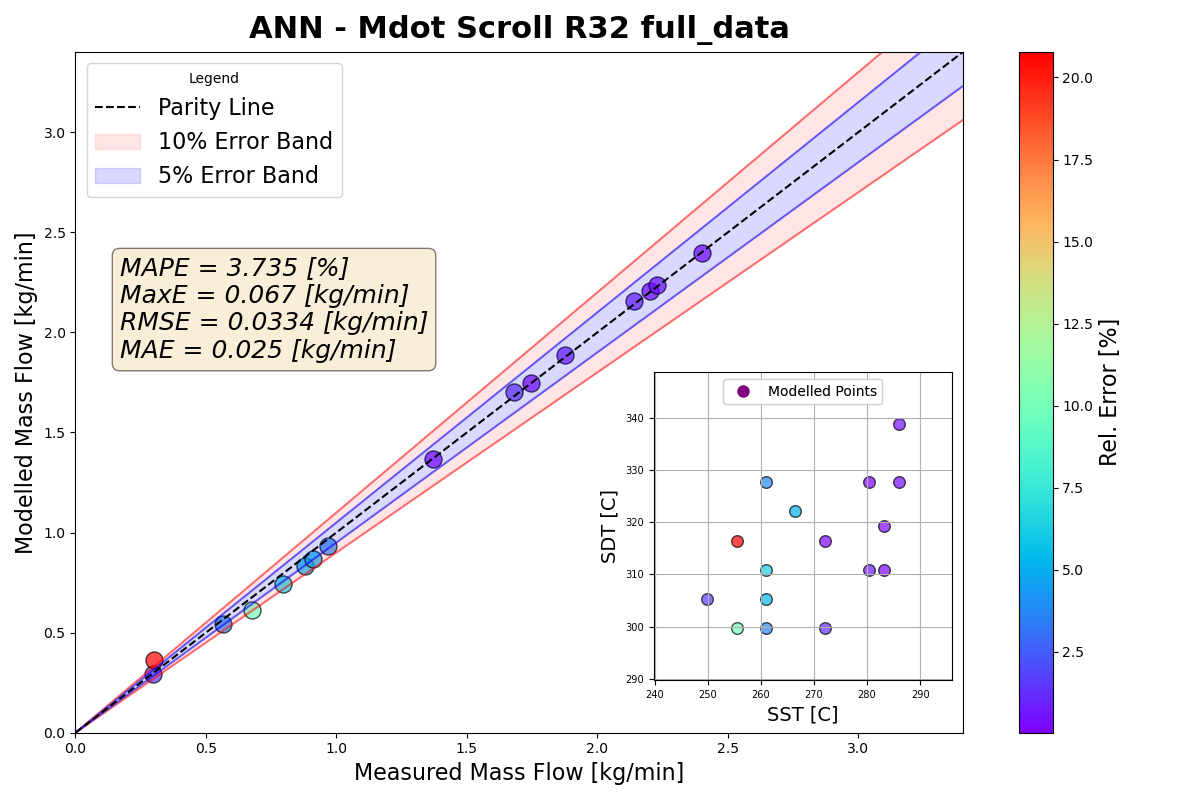 ANN - Mdot Scroll R32 full_data
Legend
Parity Line
10% Error Band
5% Error Band
MAPE = 3.735 [%]
MaxE = 0.067 [kg/min]
RMSE = 0.0334 [kg/min]
MAE = 0.025 [kg/min]
Modelled Mass Flow [kg/min]
3.0
2.5
2.0
1.5
1.0
0.5
0.0
0.0 0.5 1.0 1.5 2.0 2.5 3.0
Measured Mass Flow [kg/min]
Modelled Points
SDT [C]
340
330
320
310
300
290
240 250 260 270 280 290
SST [C]
20.0
17.5
15.0
12.5
10.0
7.5
5.0
2.5
Rel. Error [%]